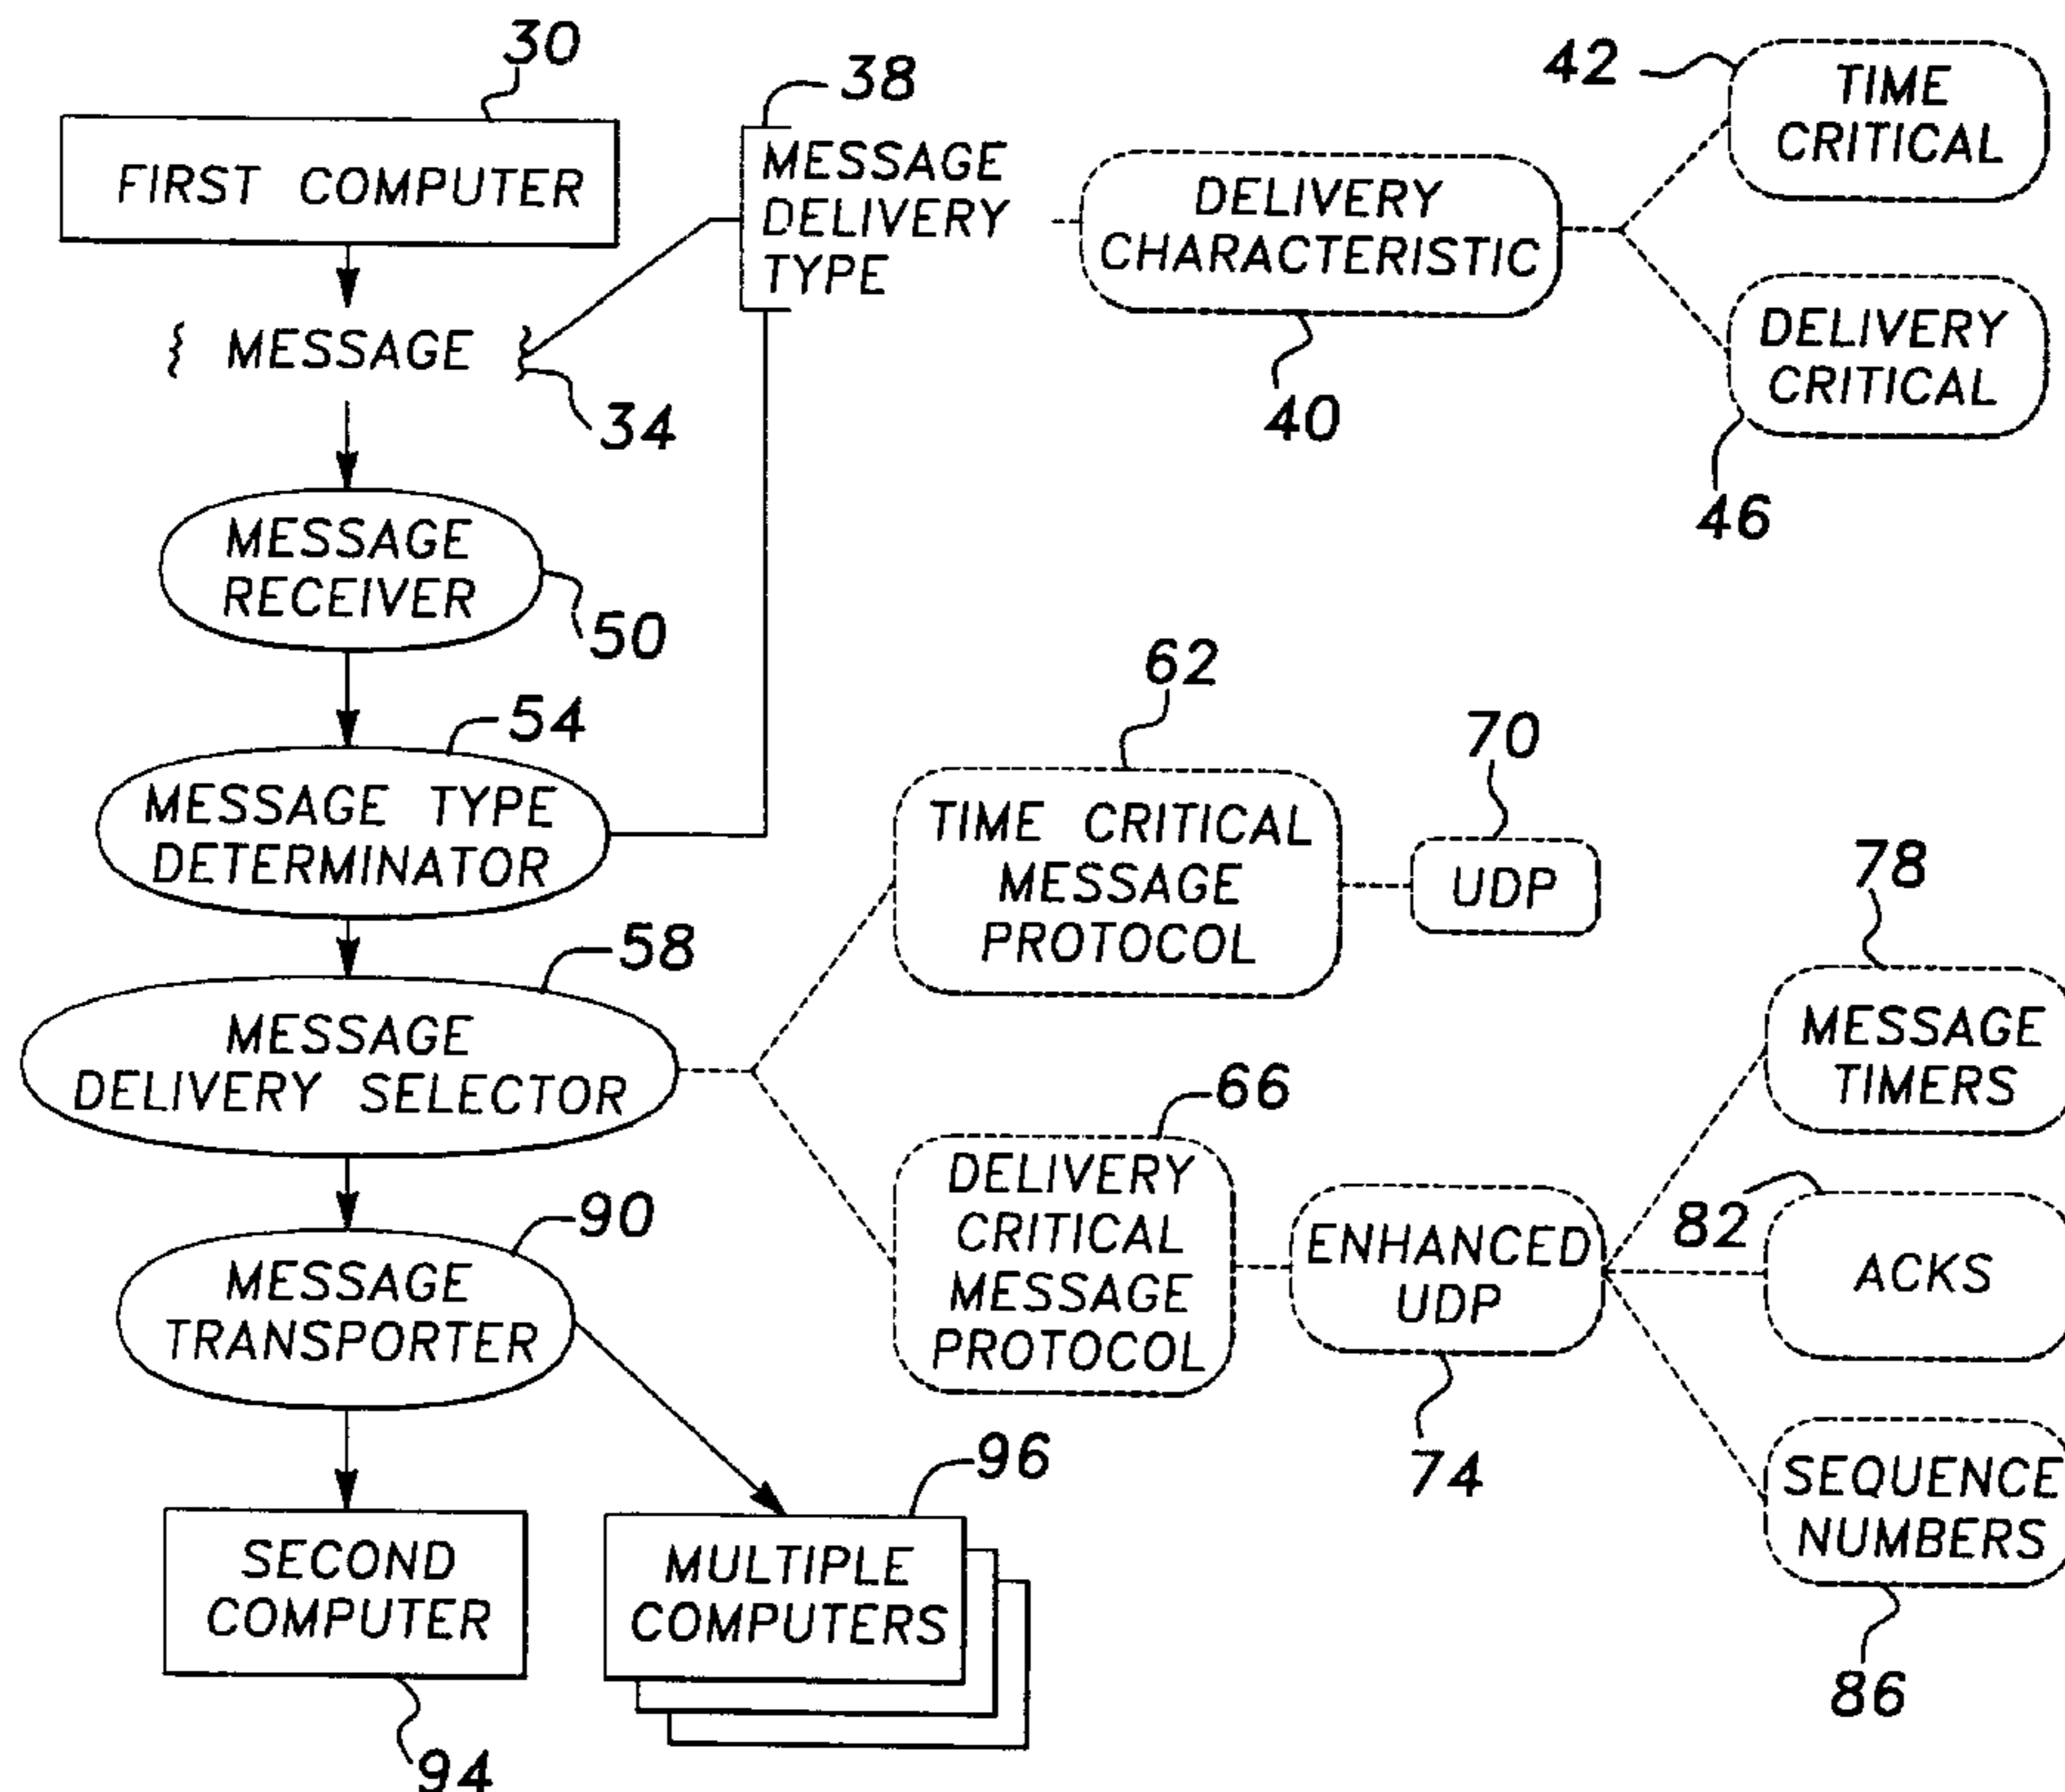 30
FIRST COMPUTER
38
MESSAGE
DELIVERY
TYPE
DELIVERY
CHARACTERISTIC
40
42
TIME
CRITICAL
DELIVERY
CRITICAL
46
{ MESSAGE }
34
MESSAGE
RECEIVER
50
54
MESSAGE TYPE
DETERMINATOR
58
MESSAGE
DELIVERY SELECTOR
62
TIME CRITICAL
MESSAGE
PROTOCOL
70
UDP
66
DELIVERY
CRITICAL
MESSAGE
PROTOCOL
ENHANCED
UDP
74
78
MESSAGE
TIMERS
82
ACKS
SEQUENCE
NUMBERS
86
90
MESSAGE
TRANSPORTER
SECOND
COMPUTER
94
96
MULTIPLE
COMPUTERS